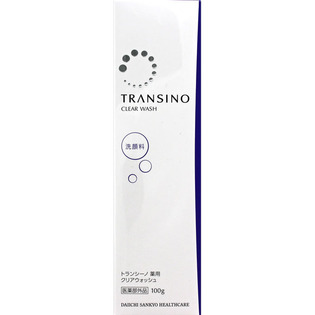 TRANSINO
CLEAR WASH
洗顔料
トランシーノ 薬用
クリアウォッシュ
医薬部外品 100g
DAIICHI SANKYO HEALTHCARE